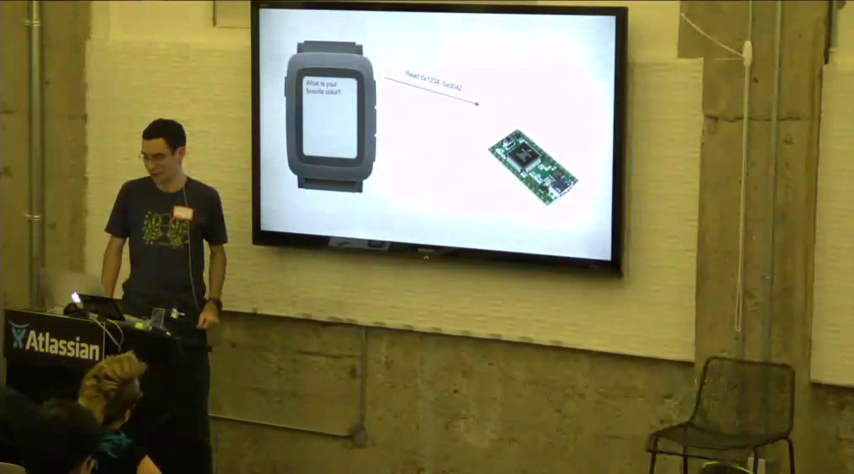 What is your
favorite color?
Read 0x1234, 0x0042
Atlassian